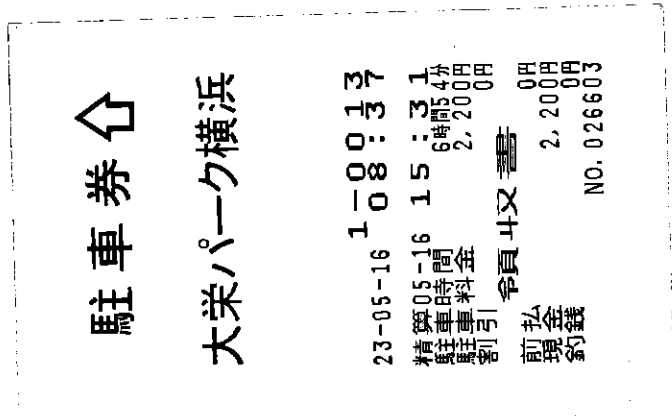 駐車券
大栄パーク横浜
1-0013
23-05-16 08:37
精算05-16 15:31
駐車時間 6時間54分
駐車料金 2,200円
割引 0円
領収書
前払 0円
現金 2,200円
釣銭 0円
NO.026603